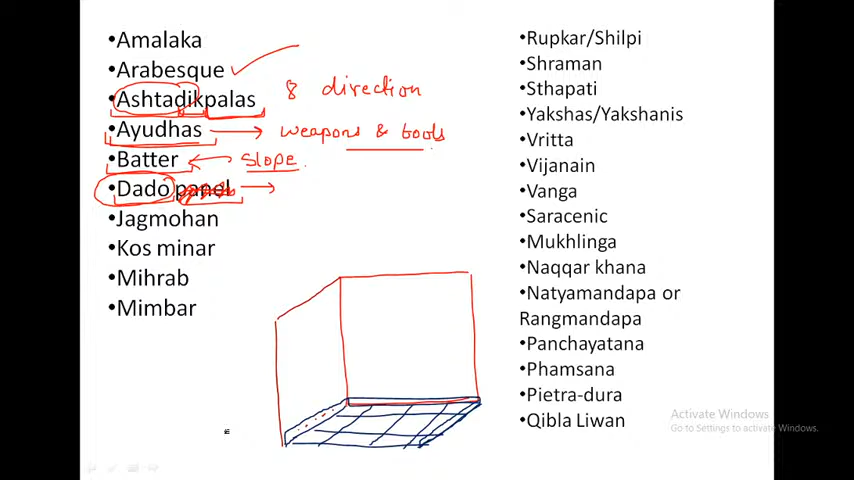 •Amalaka
•Arabesque
•Ashtadikpalas 8 direction
•Ayudhas → weapons & tools
•Batter ← slope.
•Dado panel →
•Jagmohan
•Kos minar
•Mihrab
•Mimbar
•Rupkar/Shilpi
•Shraman
•Sthapati
•Yakshas/Yakshanis
•Vritta
•Vijanain
•Vanga
•Saracenic
•Mukhlinga
•Naqqar khana
•Natyamandapa or
Rangmandapa
•Panchayatana
•Phamsana
•Pietra-dura
•Qibla Liwan
Activate Windows
Go to Settings to activate Windows.